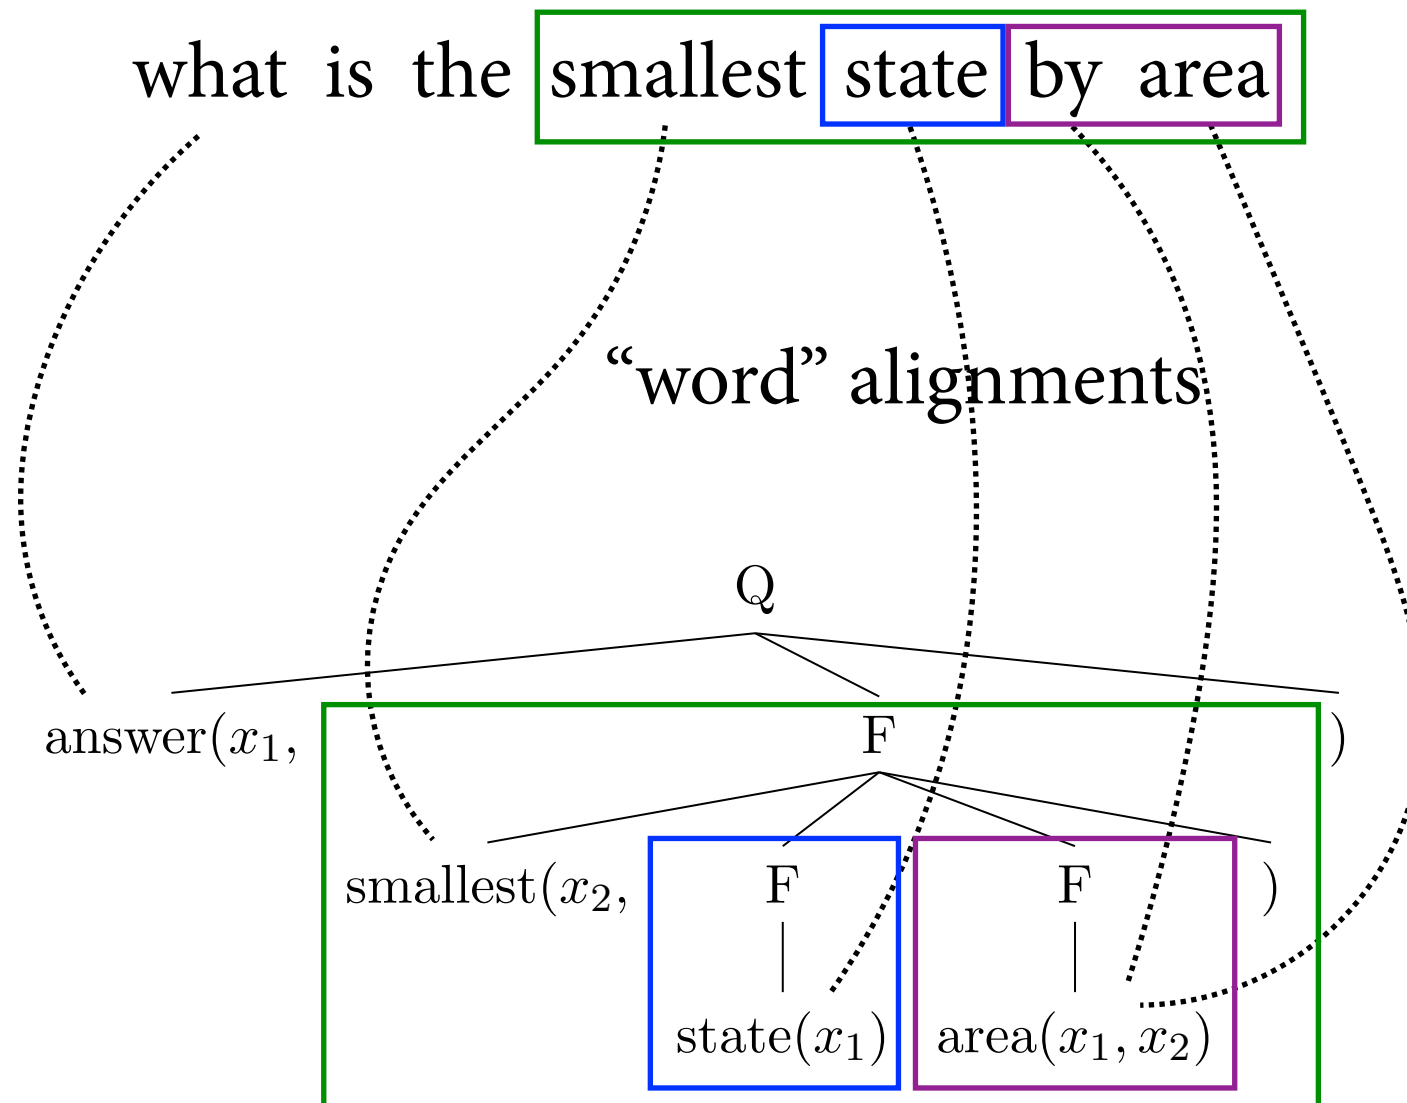 what is the smallest state by area
“word” alignments
Q
answer(x₁, F )
smallest(x₂, F F )
state(x₁) area(x₁, x₂)